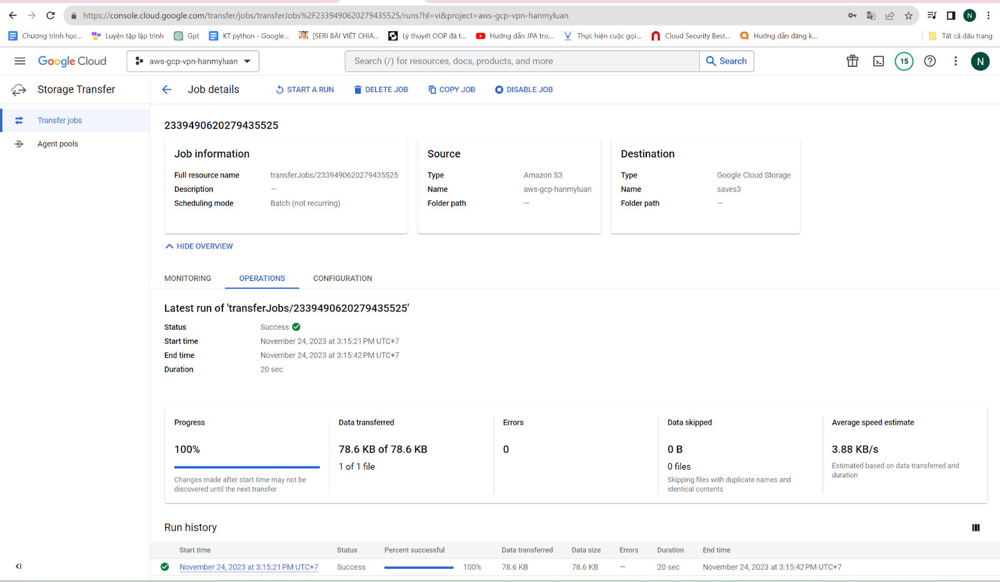 https://console.cloud.google.com/transfer/jobs/transferJobs%2F2339490620279435525/runs?hl=vi&project=aws-gcp-vpn-hanmyluan
N
Chương trình học...
Luyện tập lập trình
Gpt
KT python - Google...
[SERI BÀI VIẾT CHIA...
Lý thuyết OOP đã t...
Hướng dẫn JPA tro...
Thực hiện cuộc gọi...
Cloud Security Best...
Hướng dẫn đăng k...
Tất cả dấu trang
Google Cloud
aws-gcp-vpn-hanmyluan
Search (/) for resources, docs, products, and more
Search
15
N
Storage Transfer
Job details
START A RUN
DELETE JOB
COPY JOB
DISABLE JOB
Transfer jobs
Agent pools
2339490620279435525
Job information
Full resource name transferJobs/2339490620279435525
Description —
Scheduling mode Batch (not recurring)
Source
Type Amazon S3
Name aws-gcp-hanmyluan
Folder path —
Destination
Type Google Cloud Storage
Name saves3
Folder path —
HIDE OVERVIEW
MONITORING
OPERATIONS
CONFIGURATION
Latest run of 'transferJobs/2339490620279435525'
Status Success
Start time November 24, 2023 at 3:15:21 PM UTC+7
End time November 24, 2023 at 3:15:42 PM UTC+7
Duration 20 sec
Progress
100%
Changes made after start time may not be
discovered until the next transfer
Data transferred
78.6 KB of 78.6 KB
1 of 1 file
Errors
0
Data skipped
0 B
0 files
Skipping files with duplicate names and
identical contents
Average speed estimate
3.88 KB/s
Estimated based on data transferred and
duration
Run history
Start time Status Percent successful Data transferred Data size Errors Duration End time
November 24, 2023 at 3:15:21 PM UTC+7 Success 100% 78.6 KB 78.6 KB — 20 sec November 24, 2023 at 3:15:42 PM UTC+7